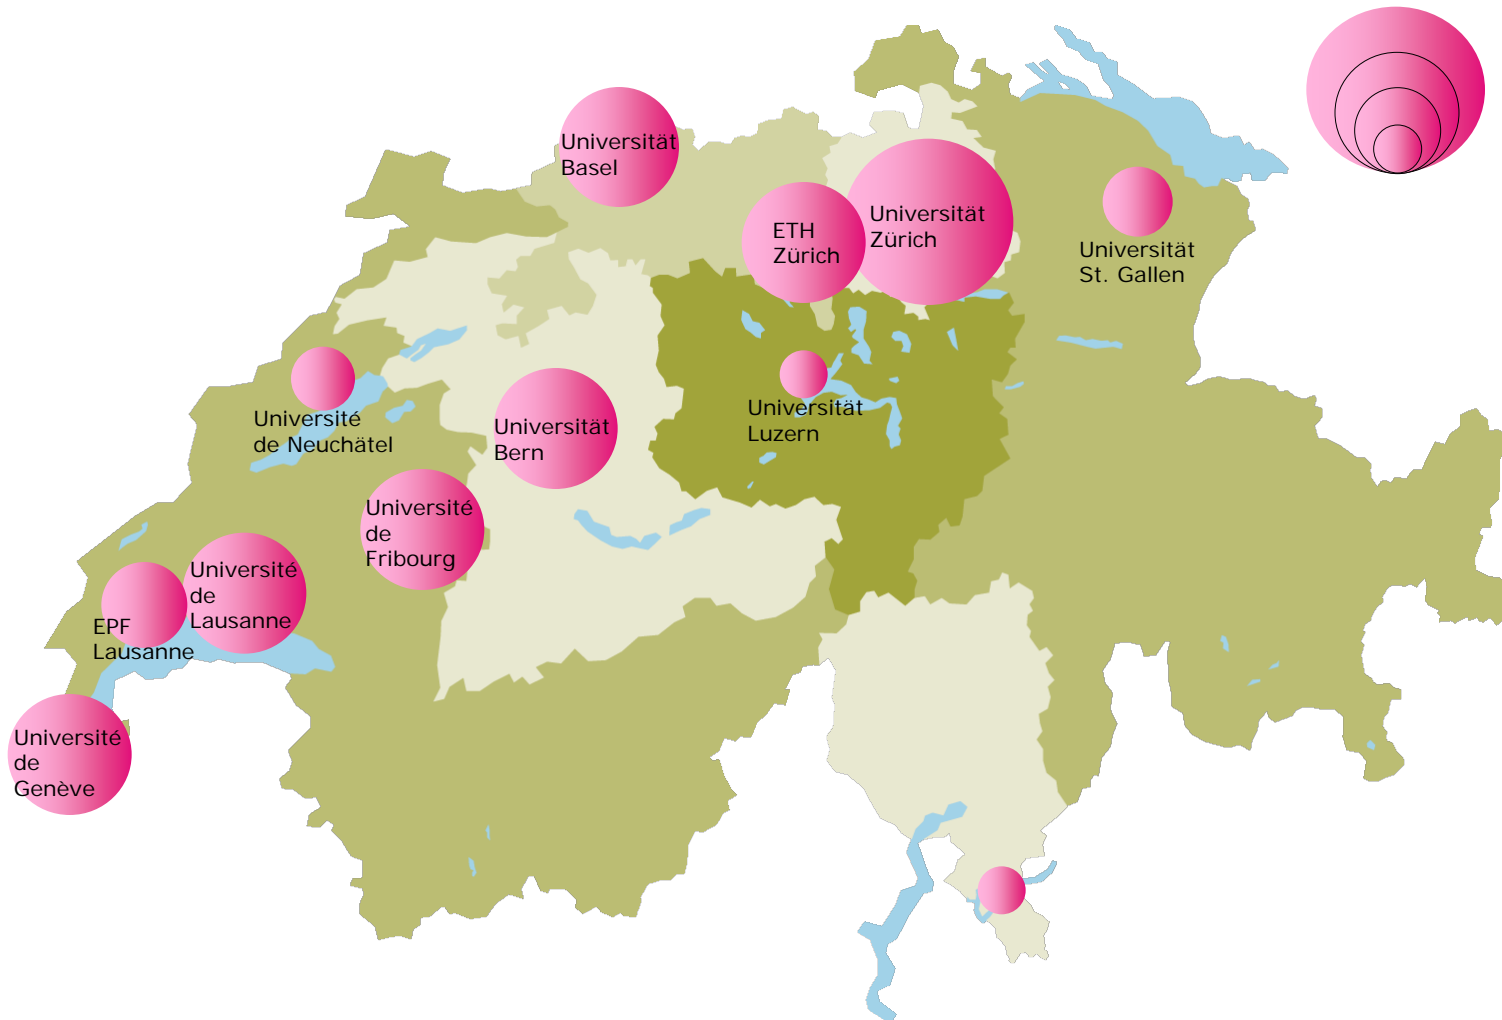 Universität
Basel
ETH
Zürich
Universität
Zürich
Universität
St. Gallen
Université
de Neuchâtel
Universität
Bern
Universität
Luzern
Université
de
Fribourg
Université
de
Lausanne
EPF
Lausanne
Université
de
Genève